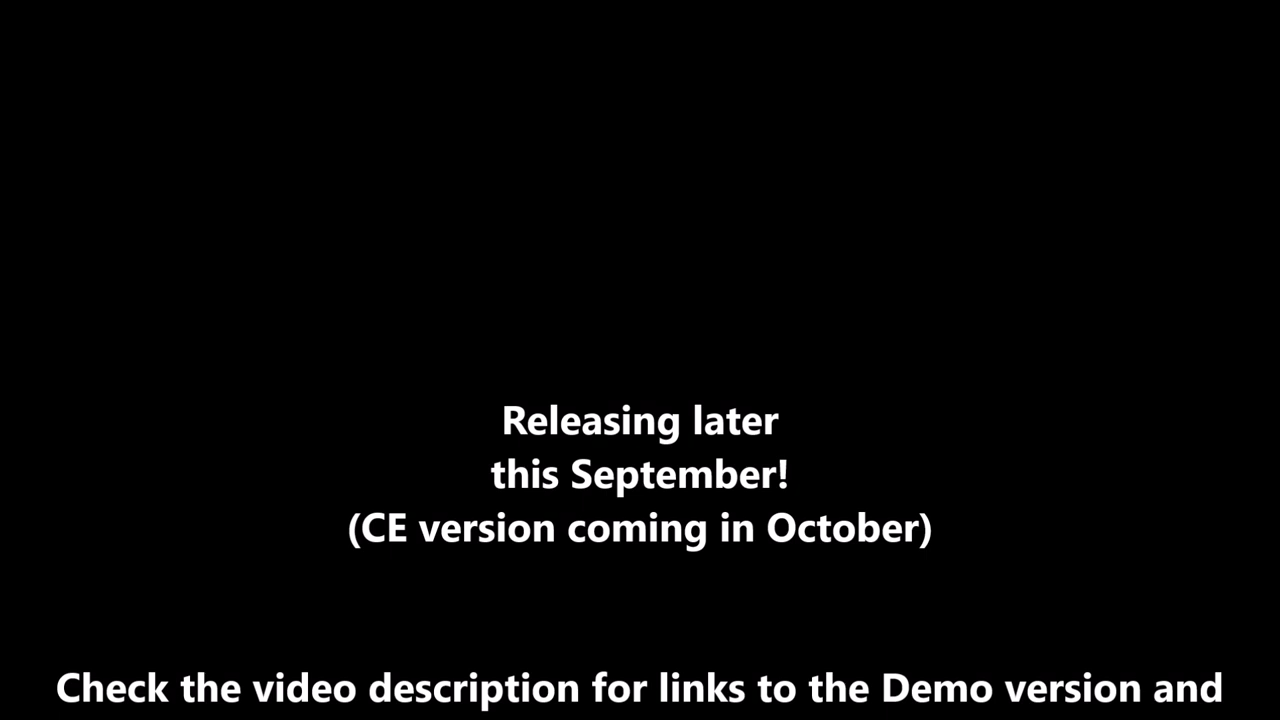 Releasing later
this September!
(CE version coming in October)
Check the video description for links to the Demo version and